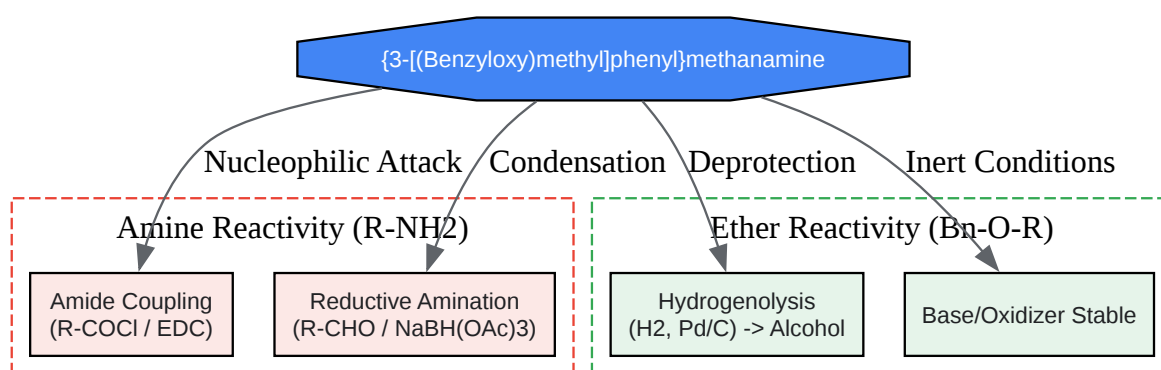 {3-[(Benzyloxy)methyl]phenyl}methanamine
Nucleophilic Attack
Condensation
Deprotection
Inert Conditions
Amine Reactivity (R-NH2)
Ether Reactivity (Bn-O-R)
Amide Coupling
(R-COCl / EDC)
Reductive Amination
(R-CHO / NaBH(OAc)3)
Hydrogenolysis
(H2, Pd/C) -> Alcohol
Base/Oxidizer Stable